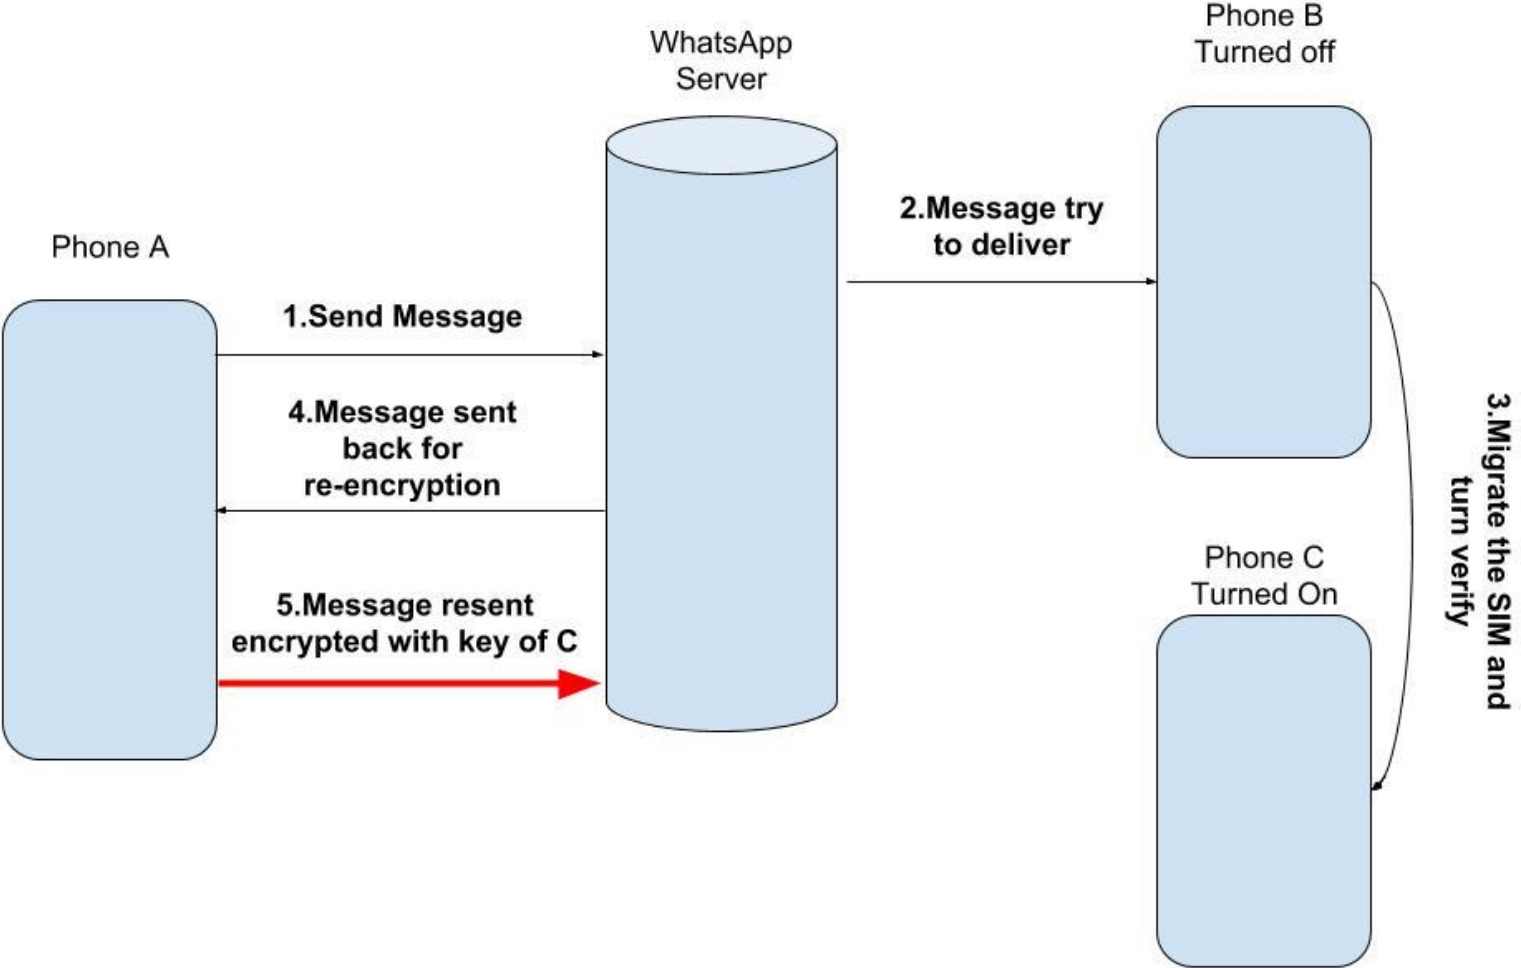 Phone B
Turned off
WhatsApp
Server
2.Message try
to deliver
Phone A
1.Send Message
4.Message sent
back for
re-encryption
3.Migrate the SIM and
turn verify
Phone C
Turned On
5.Message resent
encrypted with key of C